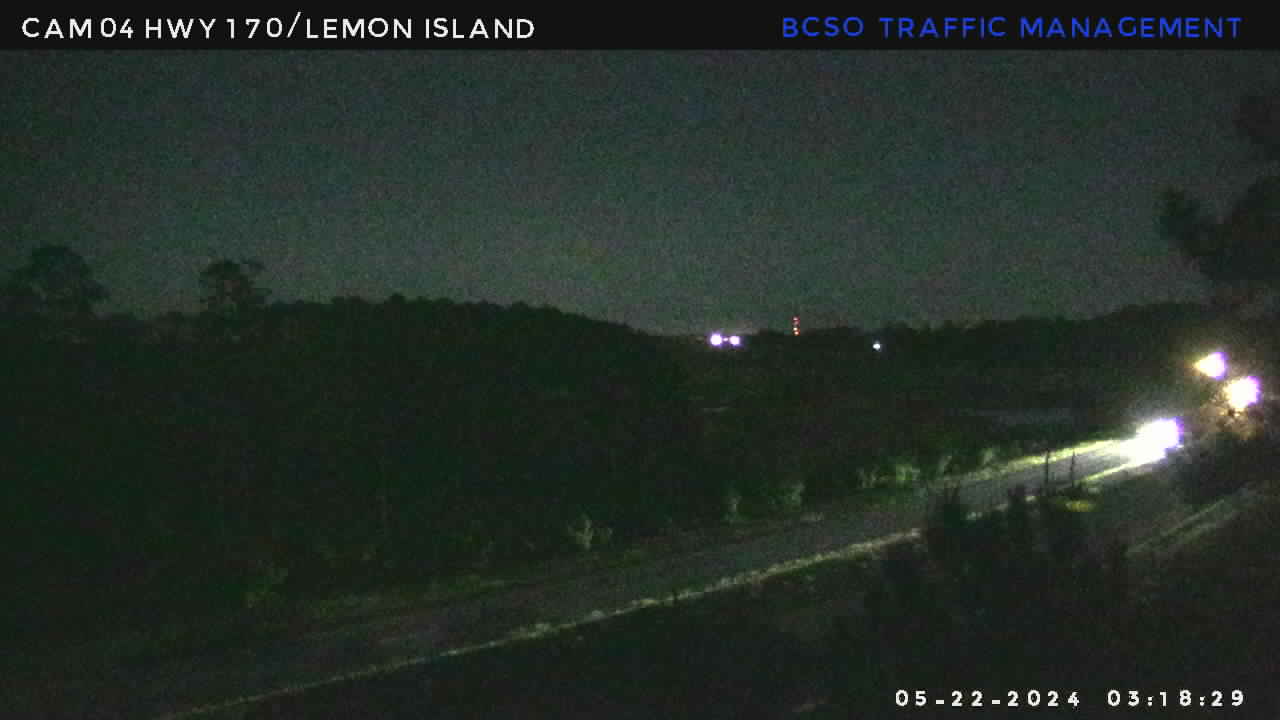 CAM04 HWY 170/LEMON ISLAND
BCSO TRAFFIC MANAGEMENT
05-22-2024 03:18:29